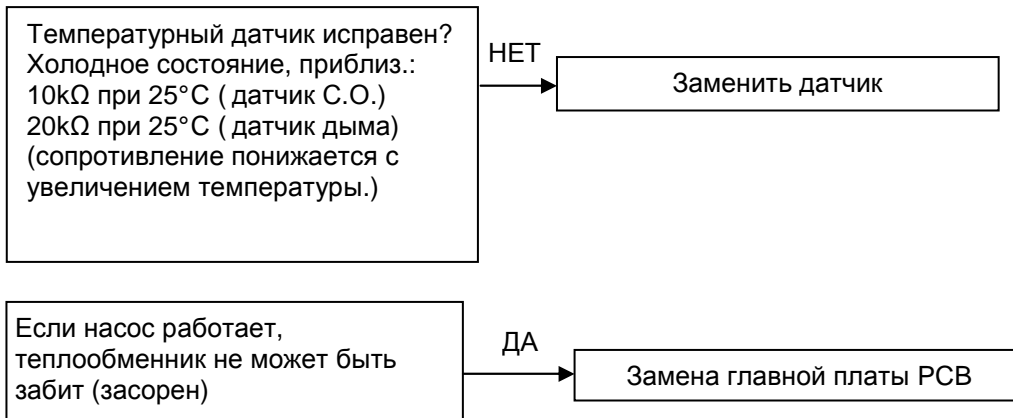 Температурный датчик исправен?
Холодное состояние, приблиз.:
10kΩ при 25°C ( датчик С.О.)
20kΩ при 25°C ( датчик дыма)
(сопротивление понижается с
увеличением температуры.)
НЕТ
Заменить датчик
Если насос работает,
теплообменник не может быть
забит (засорен)
ДА
Замена главной платы PCB